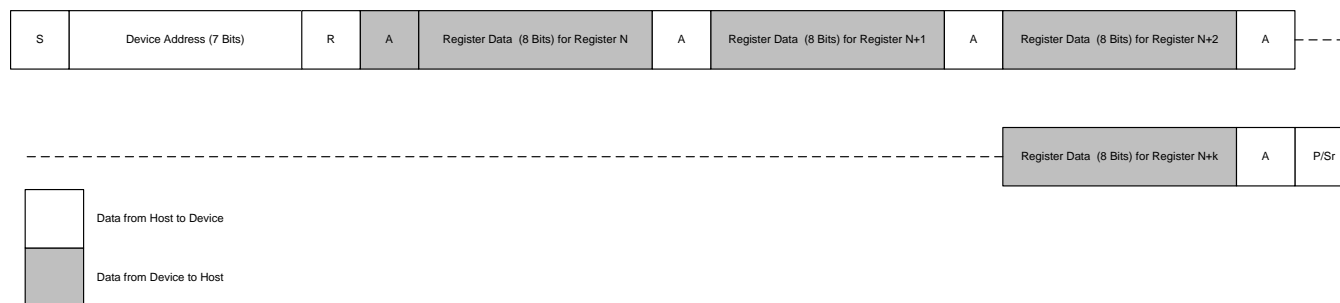 S Device Address (7 Bits) R A Register Data (8 Bits) for Register N A Register Data (8 Bits) for Register N+1 A Register Data (8 Bits) for Register N+2 A
Register Data (8 Bits) for Register N+k A P/Sr
Data from Host to Device
Data from Device to Host